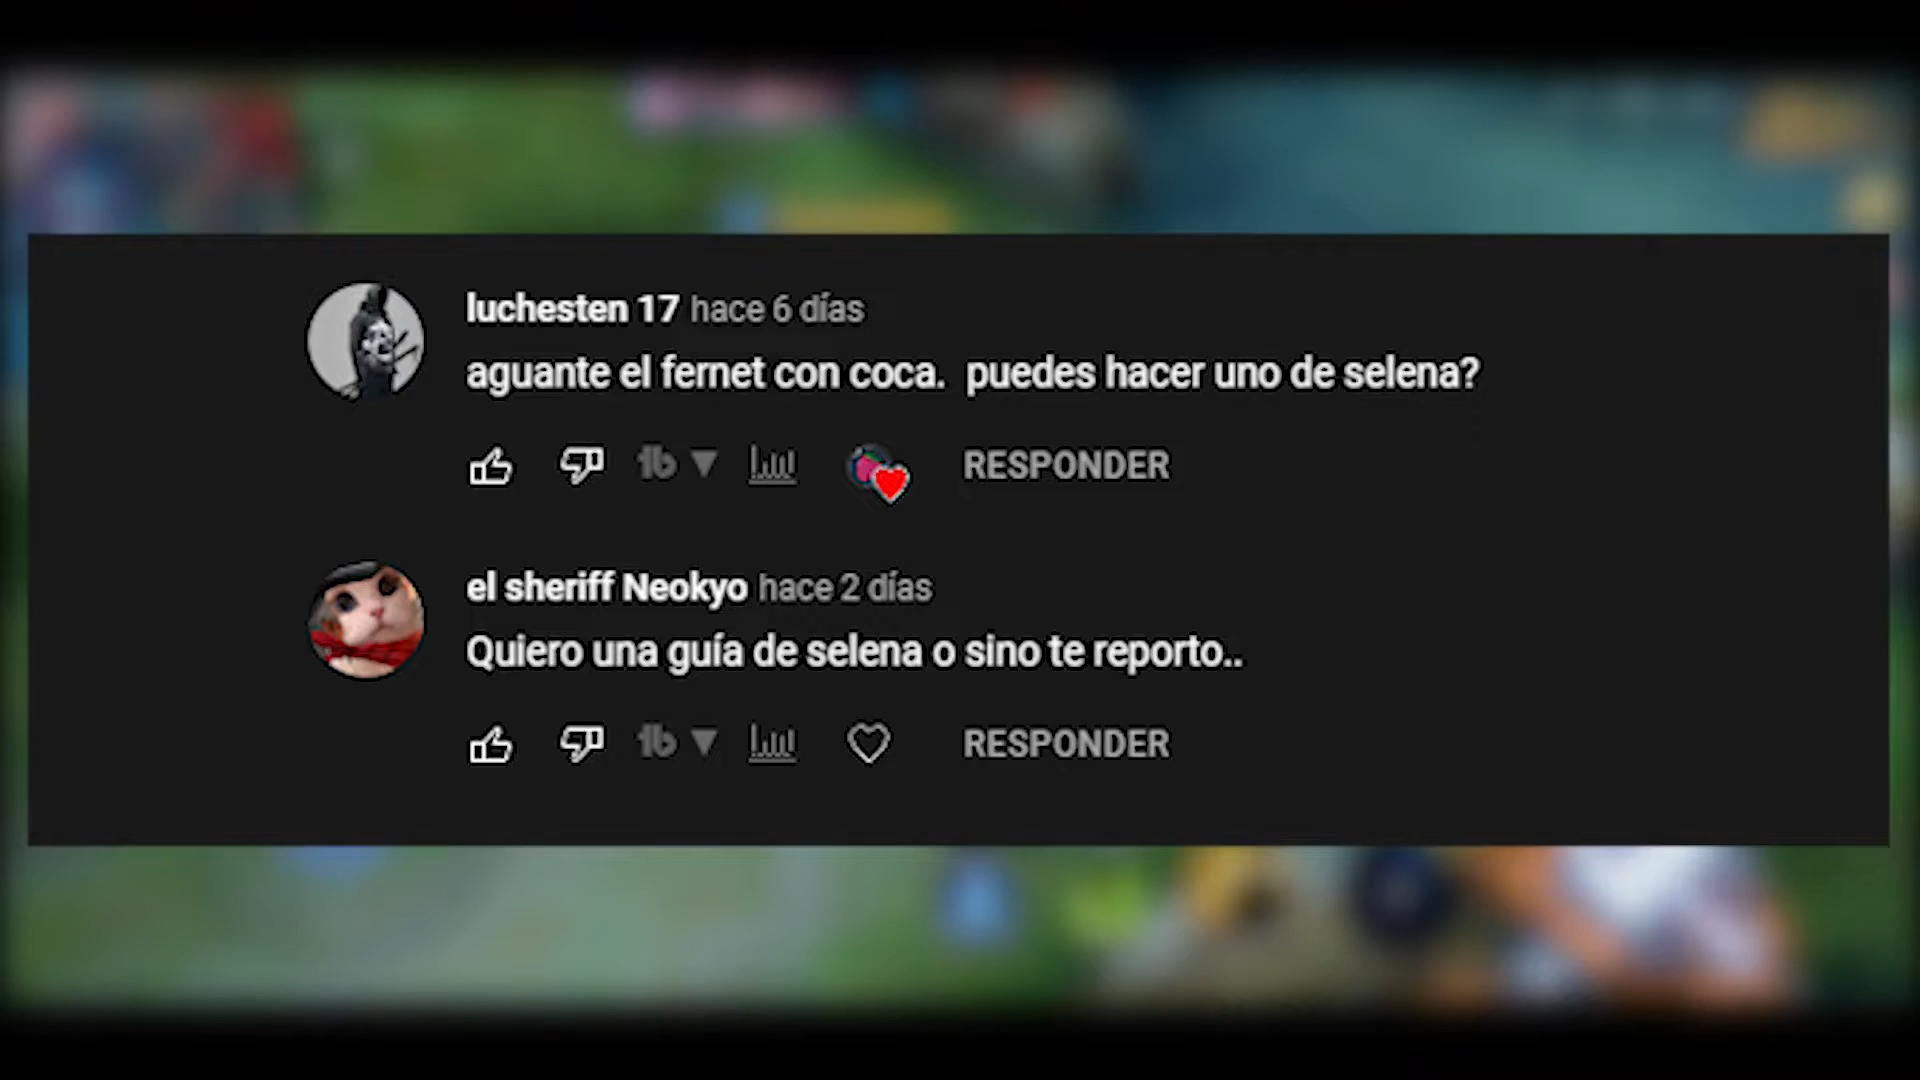 luchesten 17 hace 6 días
aguante el fernet con coca.  puedes hacer uno de selena?
RESPONDER
el sheriff Neokyo hace 2 días
Quiero una guía de selena o sino te reporto..
RESPONDER